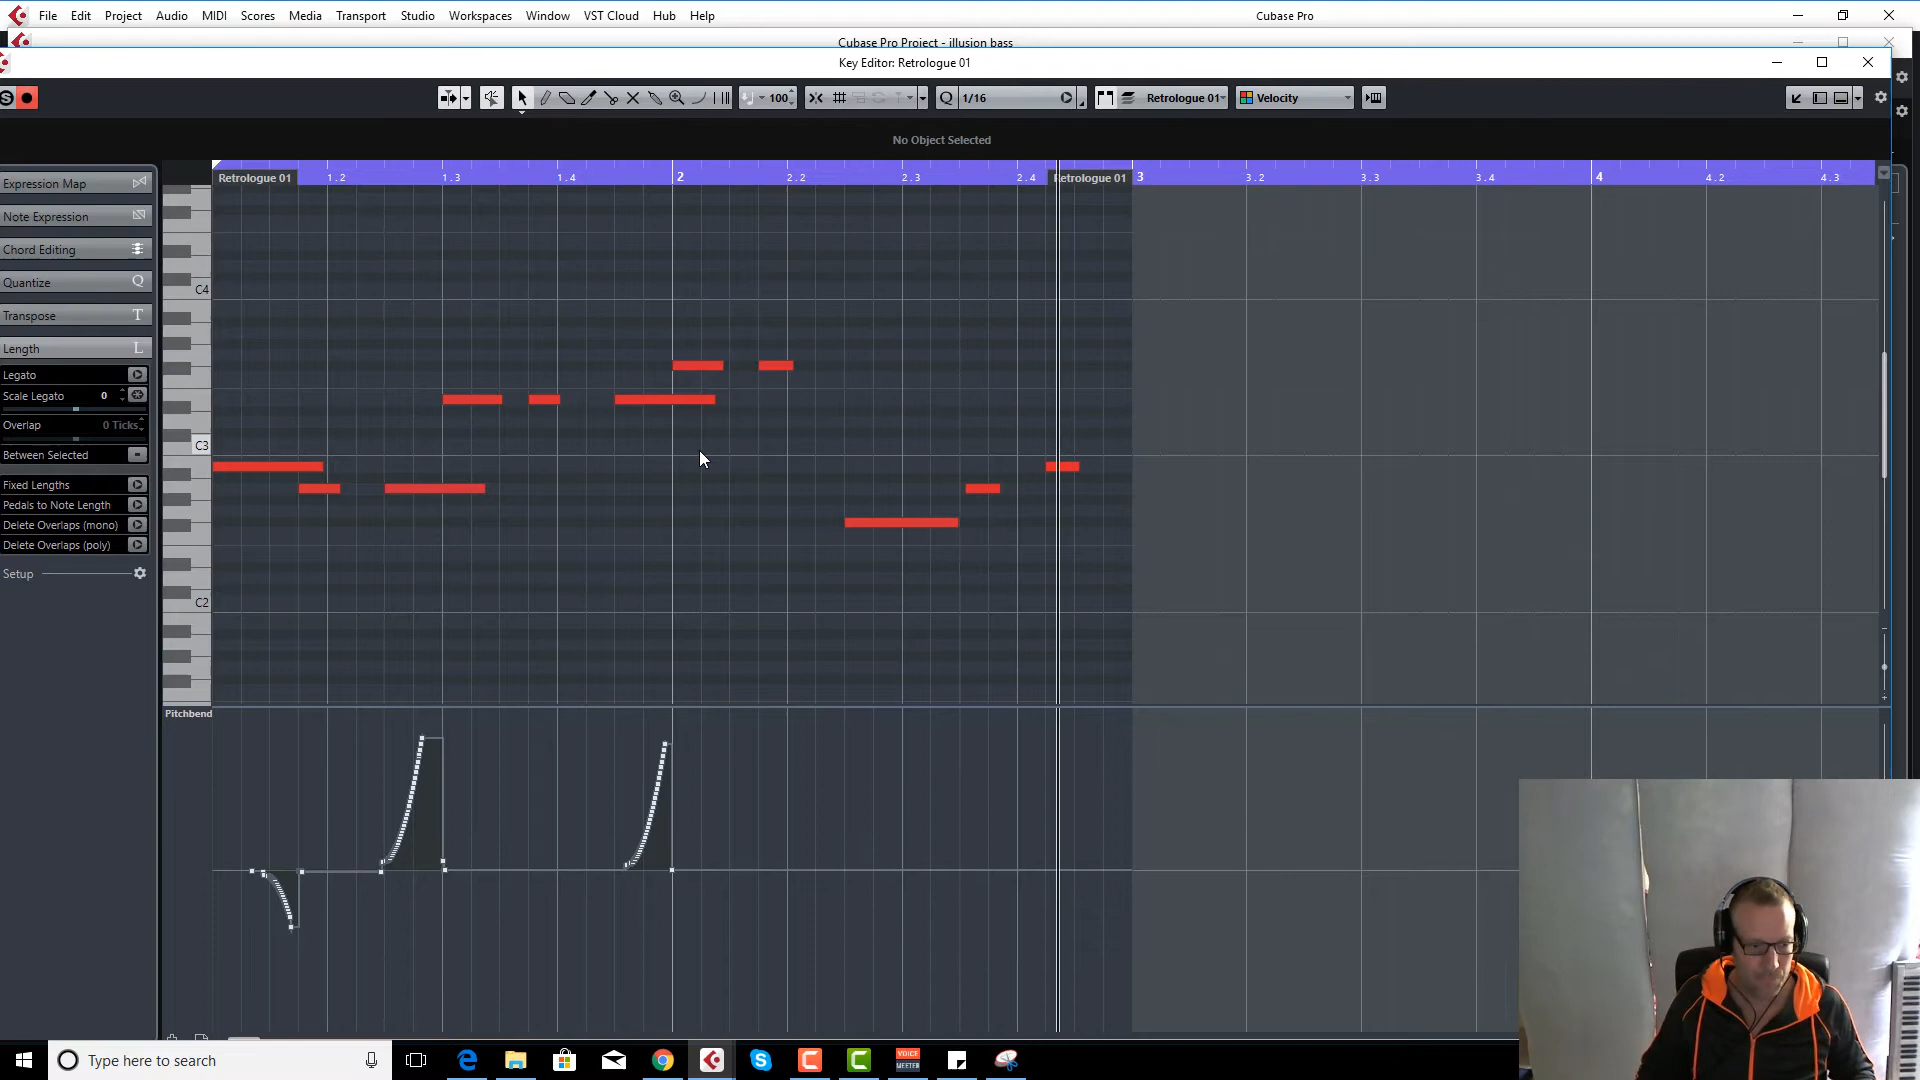 File Edit Project Audio MIDI Scores Media Transport Studio Workspaces Window VST Cloud Hub Help Cubase Pro
Cubase Pro Project - illusion bass
Key Editor: Retrologue 01
S 100 Q 1/16 Retrologue 01 Velocity
No Object Selected
Retrologue 01 1.2 1.3 1.4 2 2.2 2.3 2.4 Retrologue 01 3 3.2 3.3 3.4 4 4.2 4.3
Expression Map
Note Expression
Chord Editing
Quantize Q
Transpose T
Length L
Legato
Scale Legato 0
Overlap 0 Ticks
Between Selected
Fixed Lengths
Pedals to Note Length
Delete Overlaps (mono)
Delete Overlaps (poly)
Setup
C4
C3
C2
Pitchbend
Type here to search
VOICE
MEETER